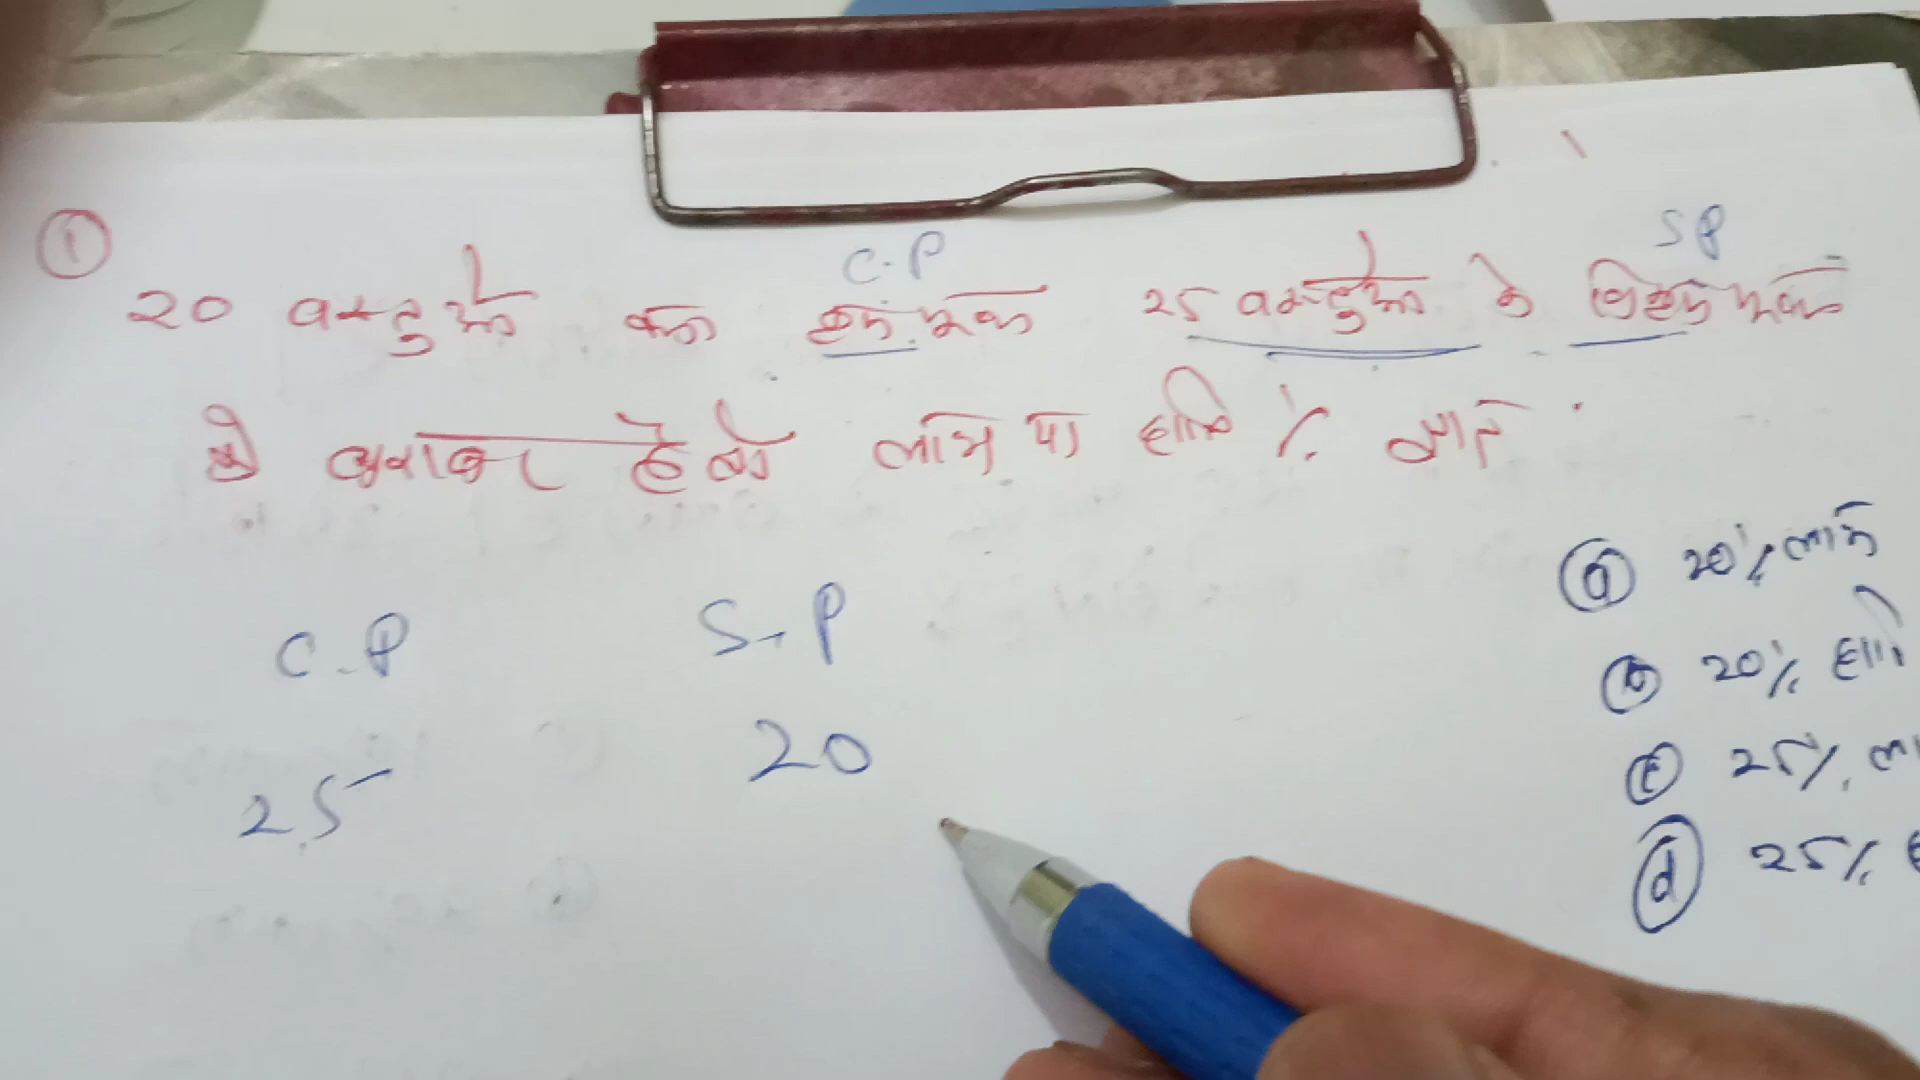 ①
C.P SP
20 वस्तुओ का क्रय मुल्य 25 वस्तुओ के विक्रय मुल्य
के बराबर है तो लाभ या हानि % ज्ञात
C.P S.P
25 20
ⓐ 20% लाभ
ⓑ 20% हानि
ⓒ 25% ला
ⓓ 25%